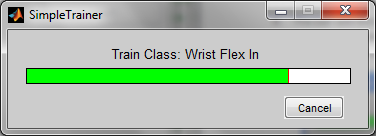 SimpleTrainer
Train Class: Wrist Flex In
Cancel